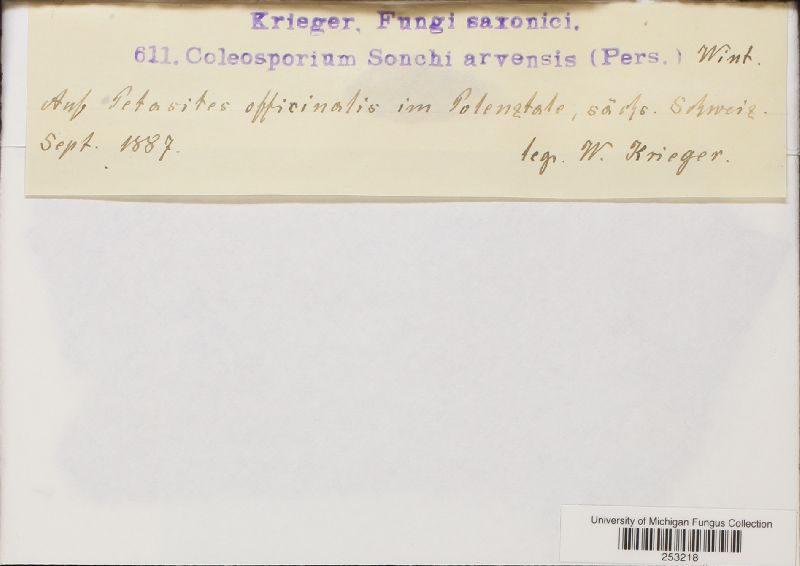 Krieger, Fungi saxonici.
611. Coleosporium Sonchi arvensis (Pers.) Wint.
Auf Petasites officinalis im Polenztale, sächs. Schweiz.
Sept. 1887. leg. W. Krieger.
University of Michigan Fungus Collection
253218